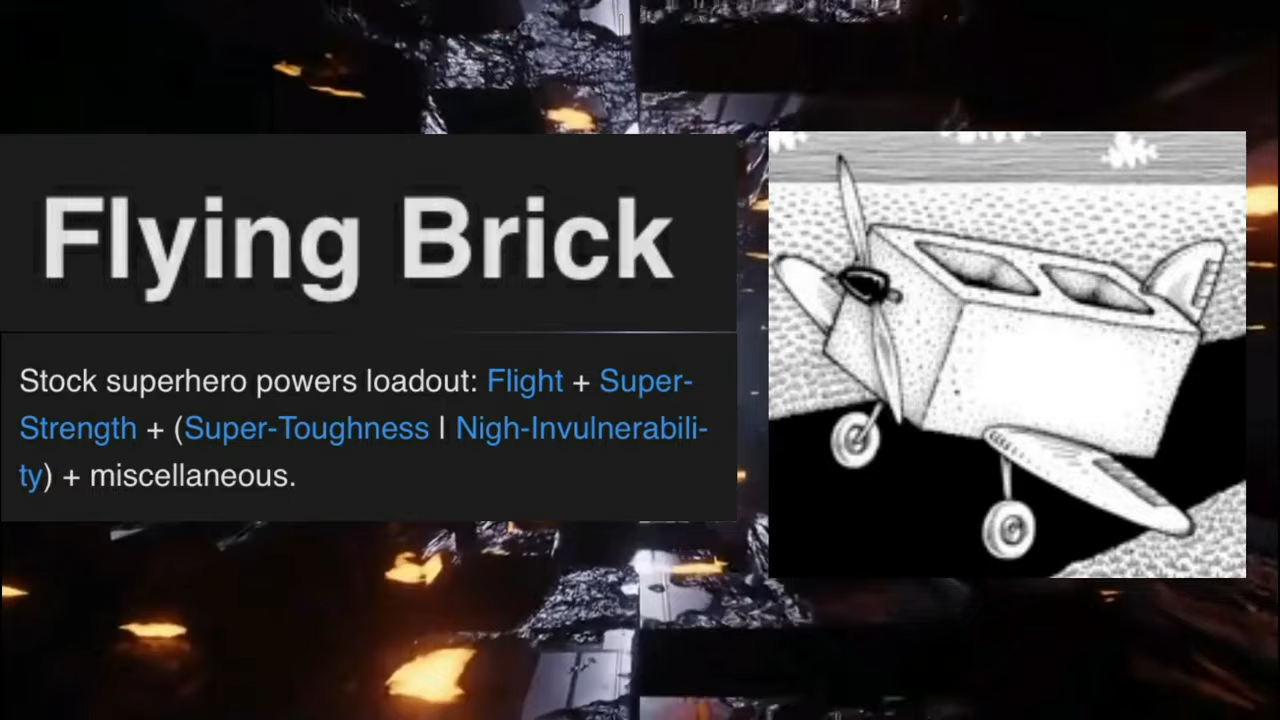 Flying Brick
Stock superhero powers loadout: Flight + Super-
Strength + (Super-Toughness | Nigh-Invulnerabili-
ty) + miscellaneous.